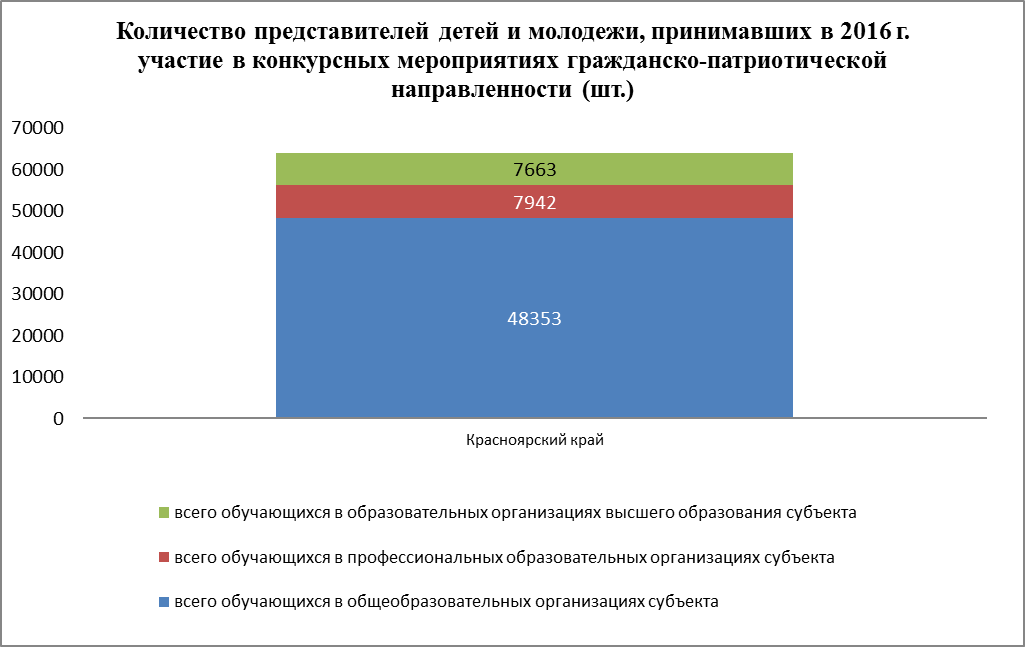 Количество представителей детей и молодежи, принимавших в 2016 г.
участие в конкурсных мероприятиях гражданско-патриотической
направленности (шт.)
70000
60000
50000
40000
30000
20000
10000
0
7663
7942
48353
Красноярский край
всего обучающихся в образовательных организациях высшего образования субъекта
всего обучающихся в профессиональных образовательных организациях субъекта
всего обучающихся в общеобразовательных организациях субъекта